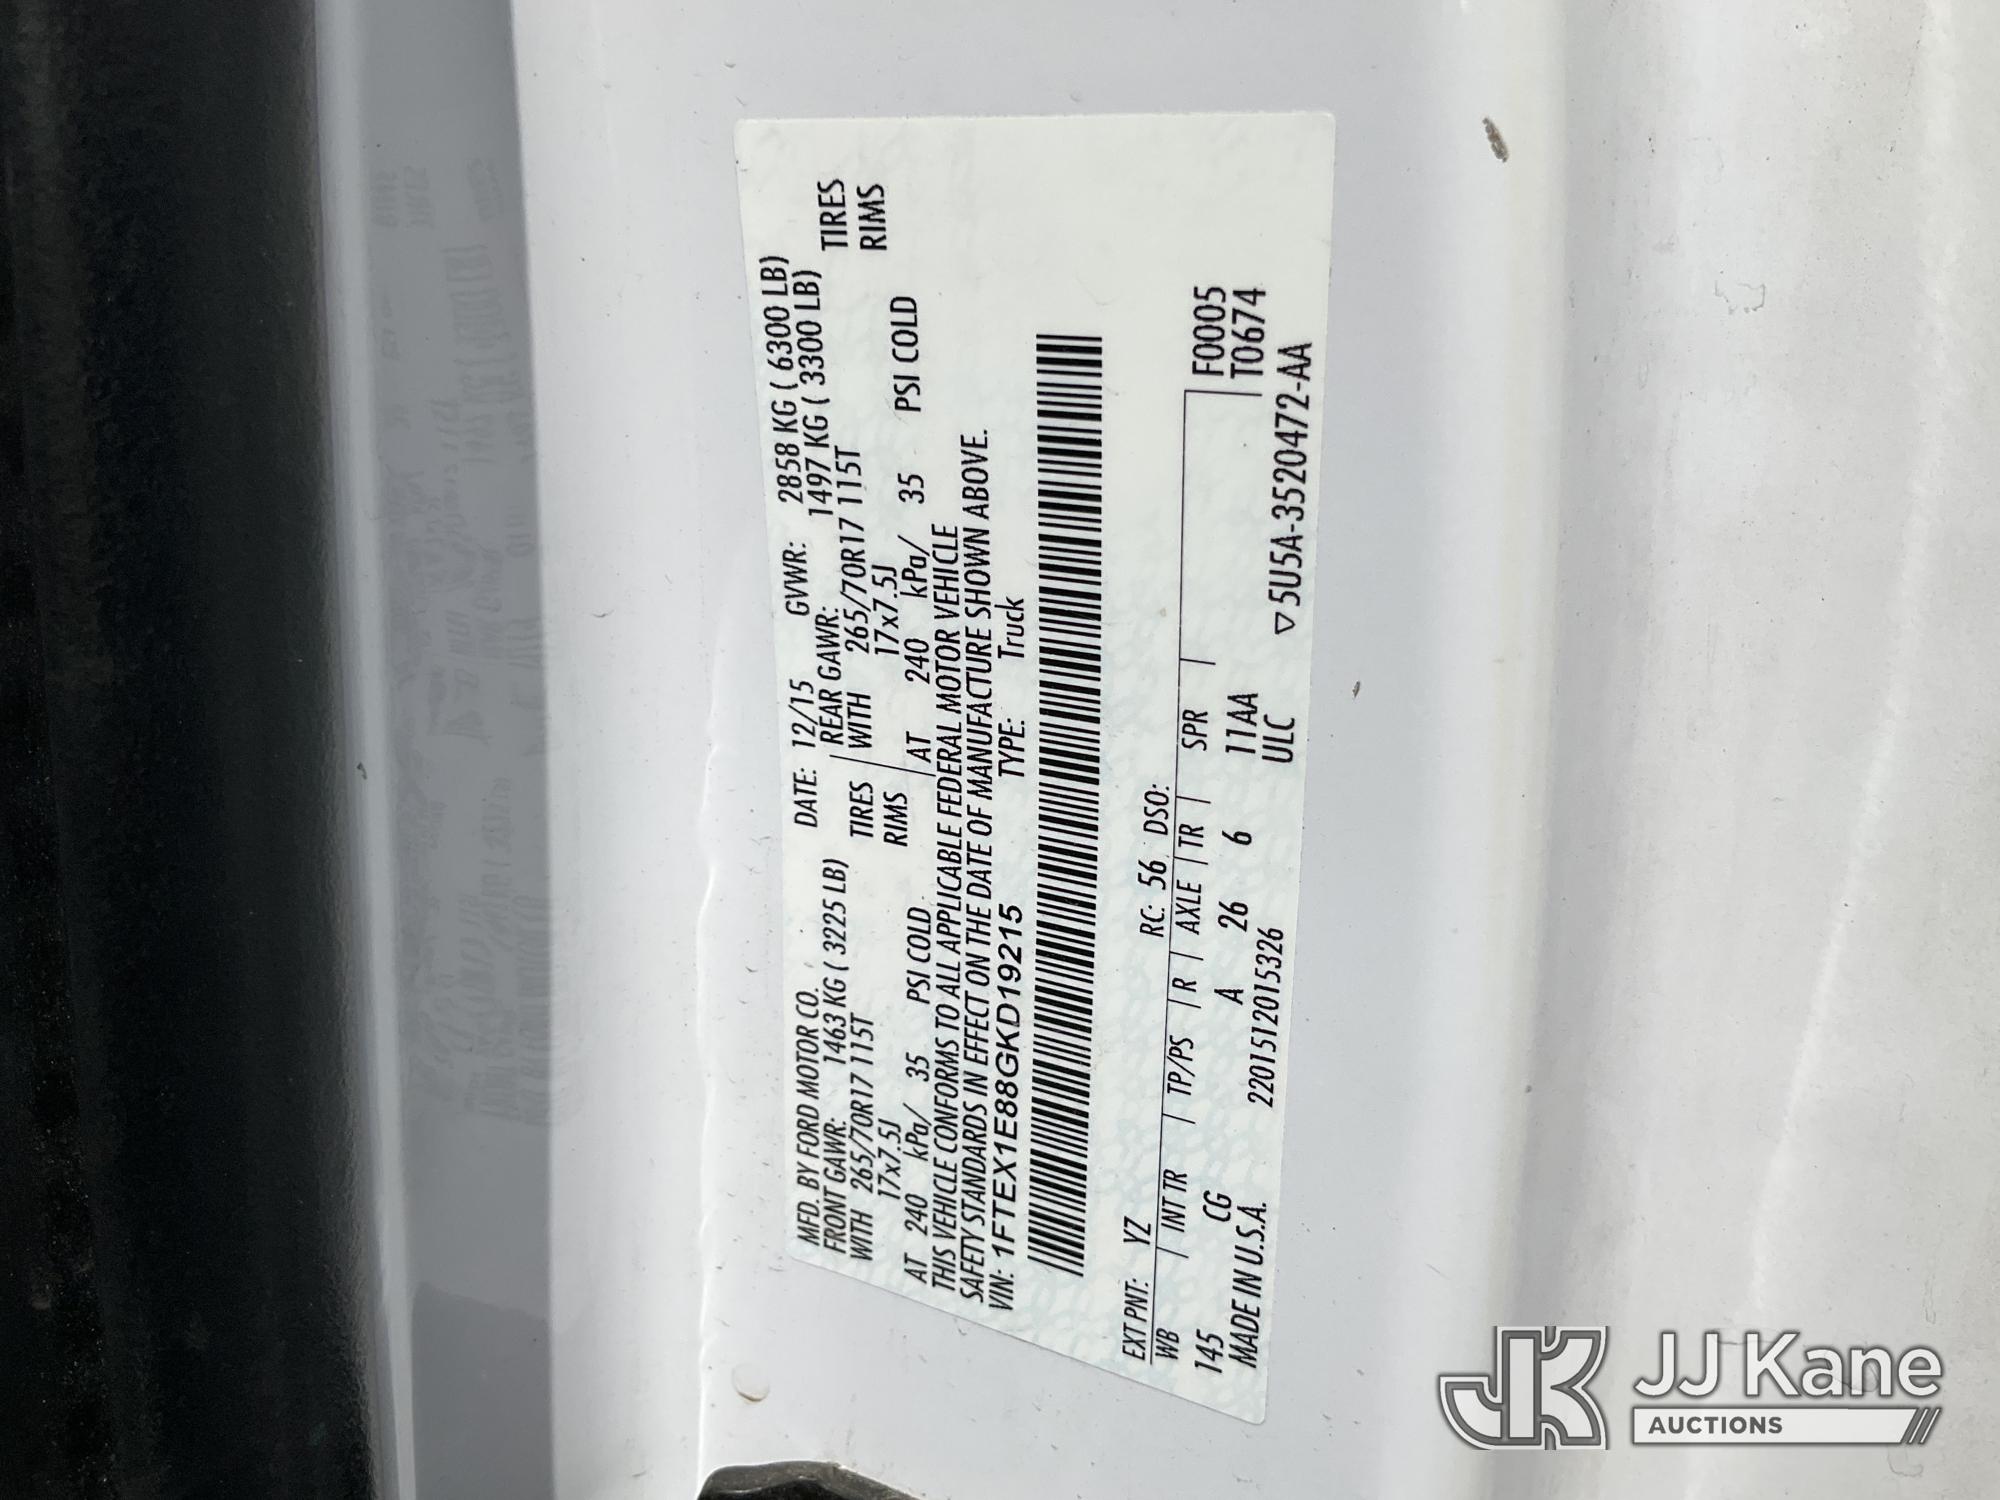 MFD. BY FORD MOTOR CO. DATE: 12/15 GVWR: 2858 KG ( 6300 LB)
FRONT GAWR: 1463 KG ( 3225 LB) REAR GAWR: 1497 KG ( 3300 LB)
WITH 265/70R17 115T TIRES WITH 265/70R17 115T TIRES
17x7.5J RIMS 17x7.5J RIMS
AT 240 kPa/ 35 PSI COLD AT 240 kPa/ 35 PSI COLD
THIS VEHICLE CONFORMS TO ALL APPLICABLE FEDERAL MOTOR VEHICLE
SAFETY STANDARDS IN EFFECT ON THE DATE OF MANUFACTURE SHOWN ABOVE.
VIN: 1FTEX1E88GKD19215 TYPE: Truck
EXT PNT: YZ RC: 56 DSO:
WB INT TR TP/PS R AXLE TR SPR F0005
145 CG A 26 6 11AA T0674
MADE IN U.S.A. 2201512015326 ULC ▽5U5A-3520472-AA
JK JJ Kane
AUCTIONS